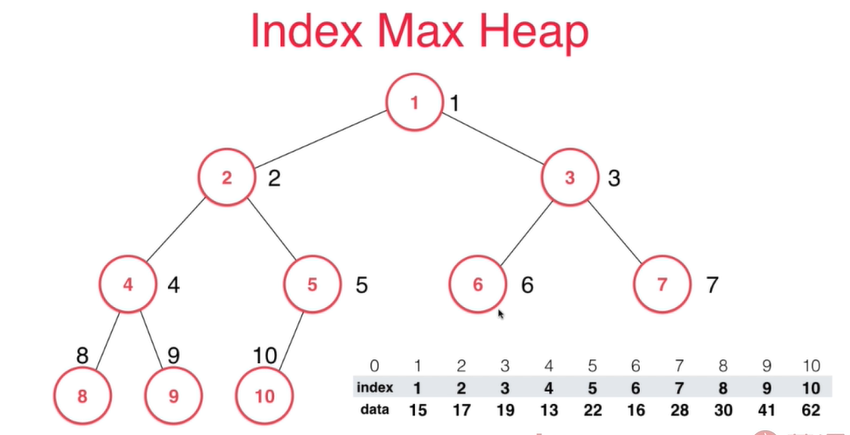 Index Max Heap
1 1
2 2 3 3
4 4 5 5 6 6 7 7
8 9 10
8 9 10
0 1 2 3 4 5 6 7 8 9 10
index 1 2 3 4 5 6 7 8 9 10
data 15 17 19 13 22 16 28 30 41 62